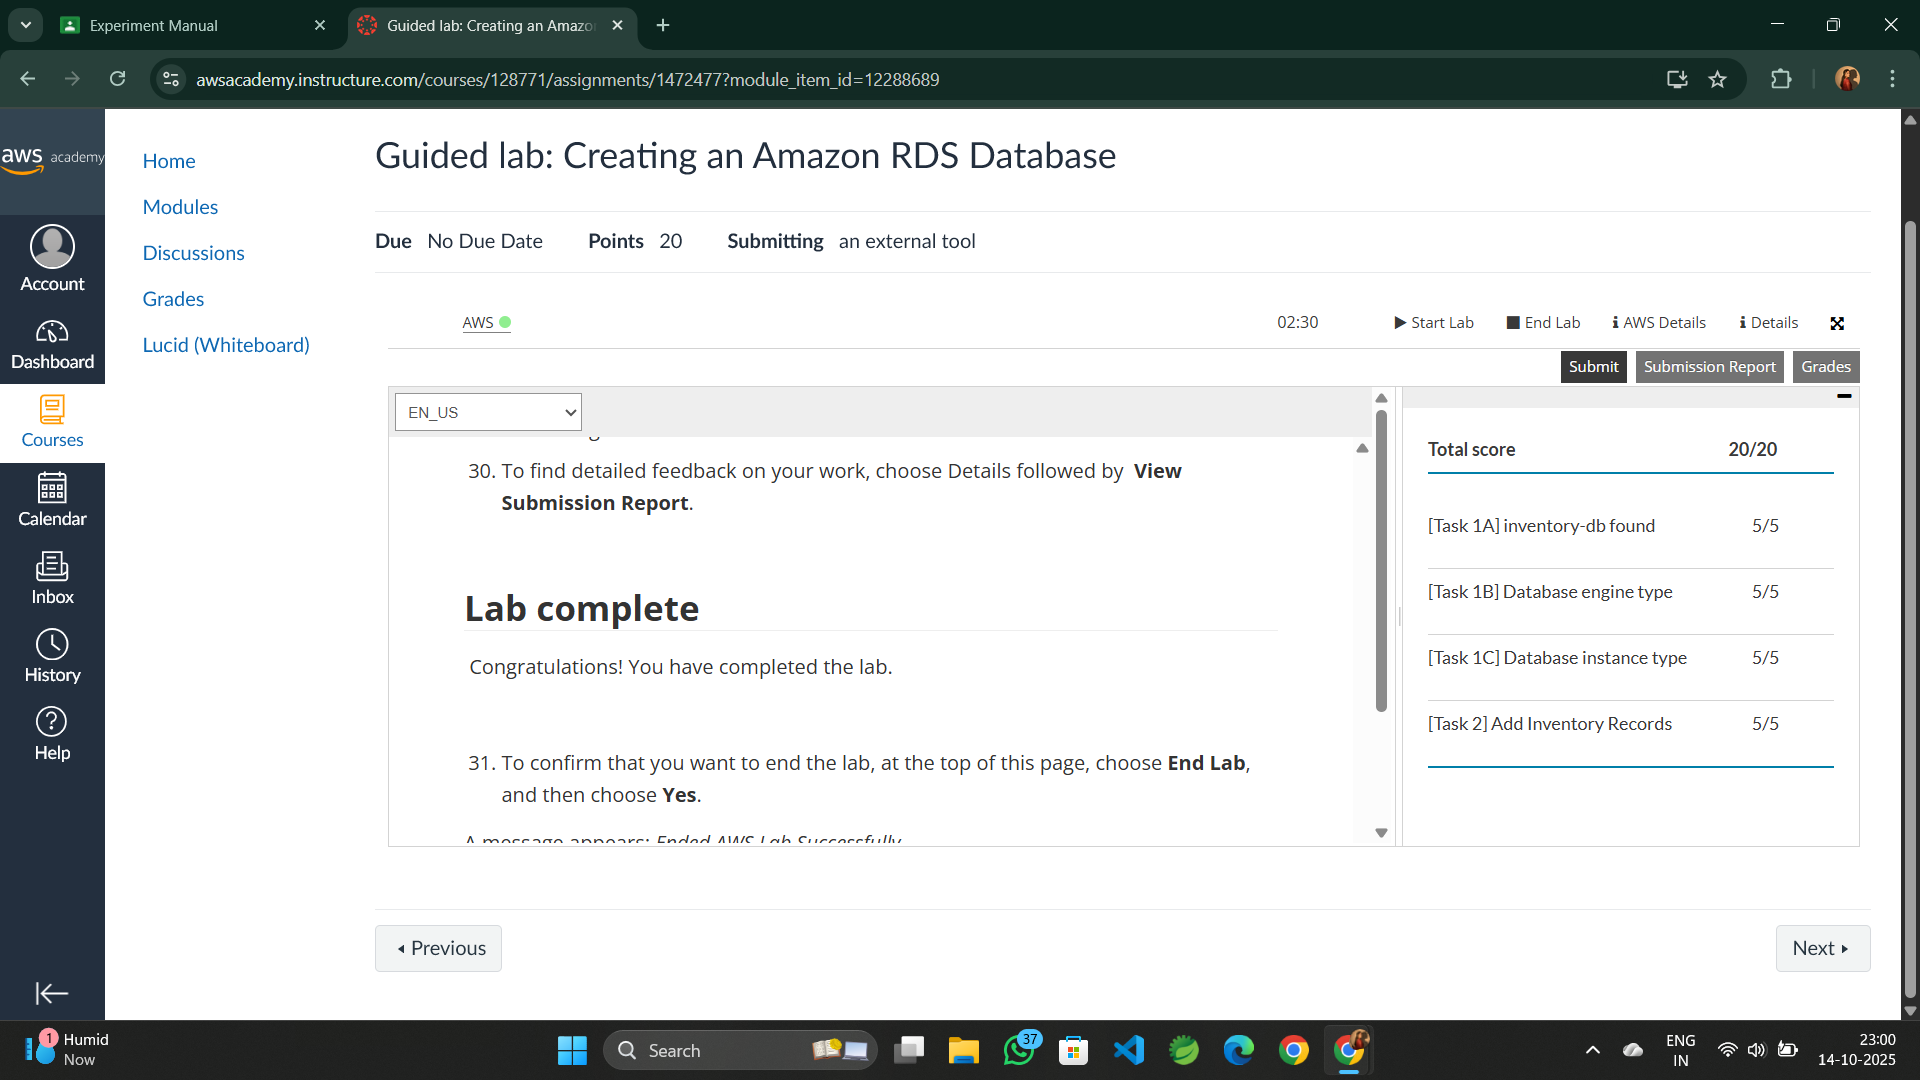 Experiment Manual
Guided lab: Creating an Amazo
awsacademy.instructure.com/courses/128771/assignments/1472477?module_item_id=12288689
aws academy
Account
Dashboard
Courses
Calendar
Inbox
History
Help
Home
Modules
Discussions
Grades
Lucid (Whiteboard)
Guided lab: Creating an Amazon RDS Database
Due No Due Date Points 20 Submitting an external tool
AWS 02:30 Start Lab End Lab AWS Details Details
Submit Submission Report Grades
EN_US
30. To find detailed feedback on your work, choose Details followed by View
Submission Report.
Lab complete
Congratulations! You have completed the lab.
31. To confirm that you want to end the lab, at the top of this page, choose End Lab,
and then choose Yes.
A message appears: Ended AWS Lab Successfully
Total score 20/20
[Task 1A] inventory-db found 5/5
[Task 1B] Database engine type 5/5
[Task 1C] Database instance type 5/5
[Task 2] Add Inventory Records 5/5
Previous
Next
1
Humid
Now
Search
37
ENG
IN
23:00
14-10-2025